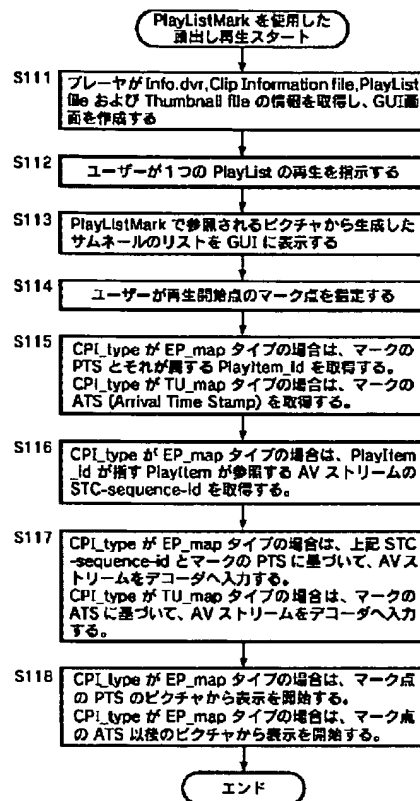 PlayListMark を使用した
頭出し再生スタート
S111
プレーヤが Info.dvr,Clip Information file,PlayList
file および Thumbnail file の情報を取得し、GUI画
面を作成する
S112
ユーザーが1つの PlayList の再生を指示する
S113
PlayListMark で参照されるピクチャから生成した
サムネールのリストを GUI に表示する
S114
ユーザーが再生開始点のマーク点を指定する
S115
CPI_type が EP_map タイプの場合は、マークの
PTS とそれが属する PlayItem_id を取得する。
CPI_type が TU_map タイプの場合は、マークの
ATS (Arrival Time Stamp) を取得する。
S116
CPI_type が EP_map タイプの場合は、PlayItem
_id が指す PlayItem が参照する AV ストリームの
STC-sequence-id を取得する。
S117
CPI_type が EP_map タイプの場合は、上記 STC
-sequence-id とマークの PTS に基づいて、AVス
トリームをデコーダへ入力する。
CPI_type が TU_map タイプの場合は、マークの
ATS に基づいて、AV ストリームをデコーダへ入力
する。
S118
CPI_type が EP_map タイプの場合は、マーク点
の PTS のピクチャから表示を開始する。
CPI_type が EP_map タイプの場合は、マーク点
の ATS 以後のピクチャから表示を開始する。
エンド